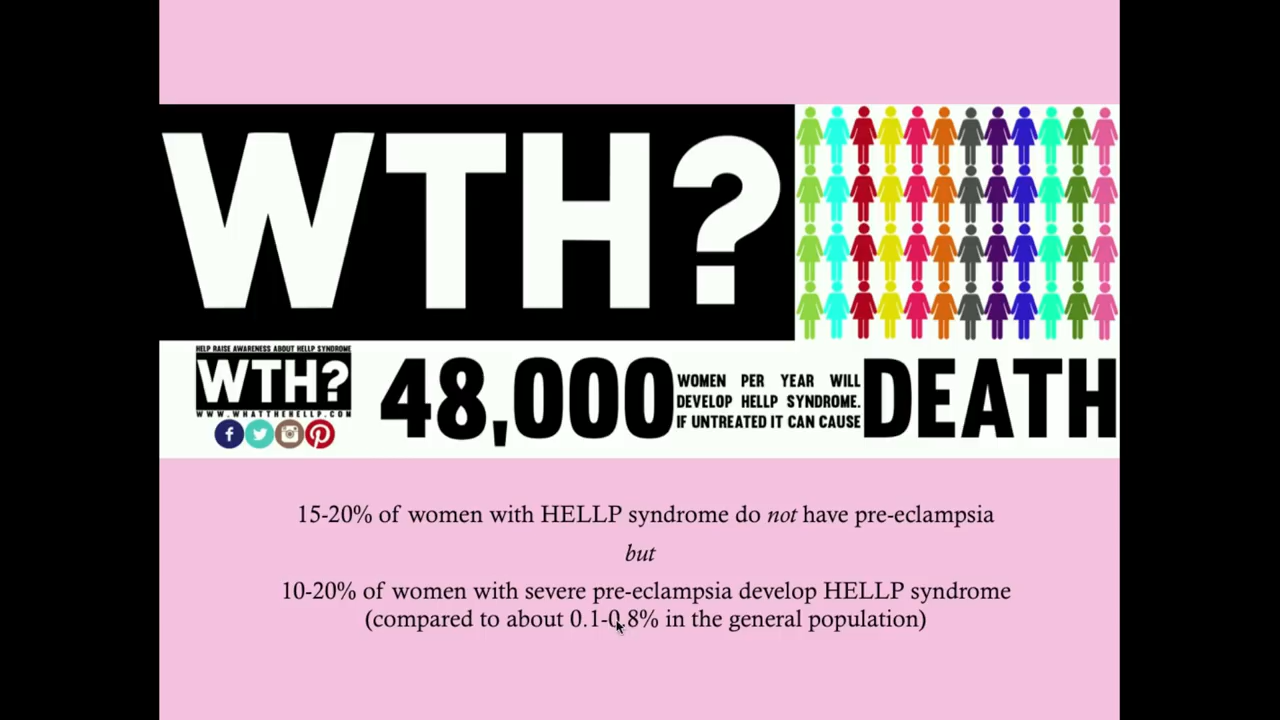 WTH?
HELP RAISE AWARENESS ABOUT HELLP SYNDROME
WTH?
WWW.WHATTHEHELLP.COM
48,000
WOMEN PER YEAR WILL
DEVELOP HELLP SYNDROME.
IF UNTREATED IT CAN CAUSE
DEATH
15-20% of women with HELLP syndrome do not have pre-eclampsia
but
10-20% of women with severe pre-eclampsia develop HELLP syndrome
(compared to about 0.1-0.8% in the general population)